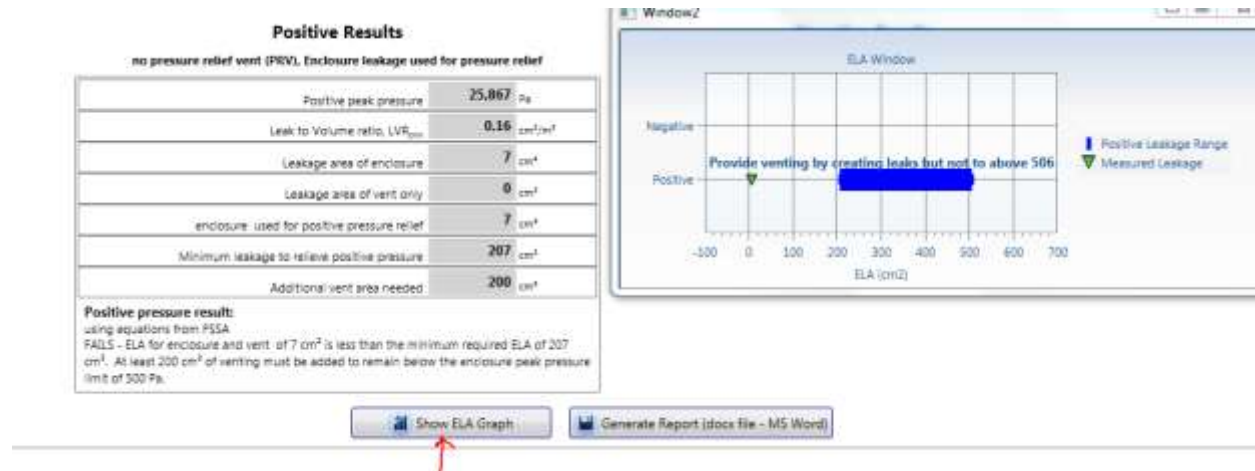 Positive Results
no pressure relief vent (PRV), Enclosure leakage used for pressure relief
Positive peak pressure 25,867 Pa
Leak to Volume ratio, LVR 0.16 cm²/m³
Leakage area of enclosure 7 cm²
Leakage area of vent only 0 cm²
enclosure used for positive pressure relief 7 cm²
Minimum leakage to relieve positive pressure 207 cm²
Additional vent area needed 200 cm²
Positive pressure result:
using equations from FSSA
FAILS - ELA for enclosure and vent of 7 cm² is less than the minimum required ELA of 207
cm². At least 200 cm² of venting must be added to remain below the enclosure peak pressure
limit of 500 Pa.
Show ELA Graph
Generate Report (docx file - MS Word)
Window2
ELA Window
Negative
Provide venting by creating leaks but not to above 506
Positive
-100 0 100 200 300 400 500 600 700
ELA (cm2)
Positive Leakage Range
Measured Leakage